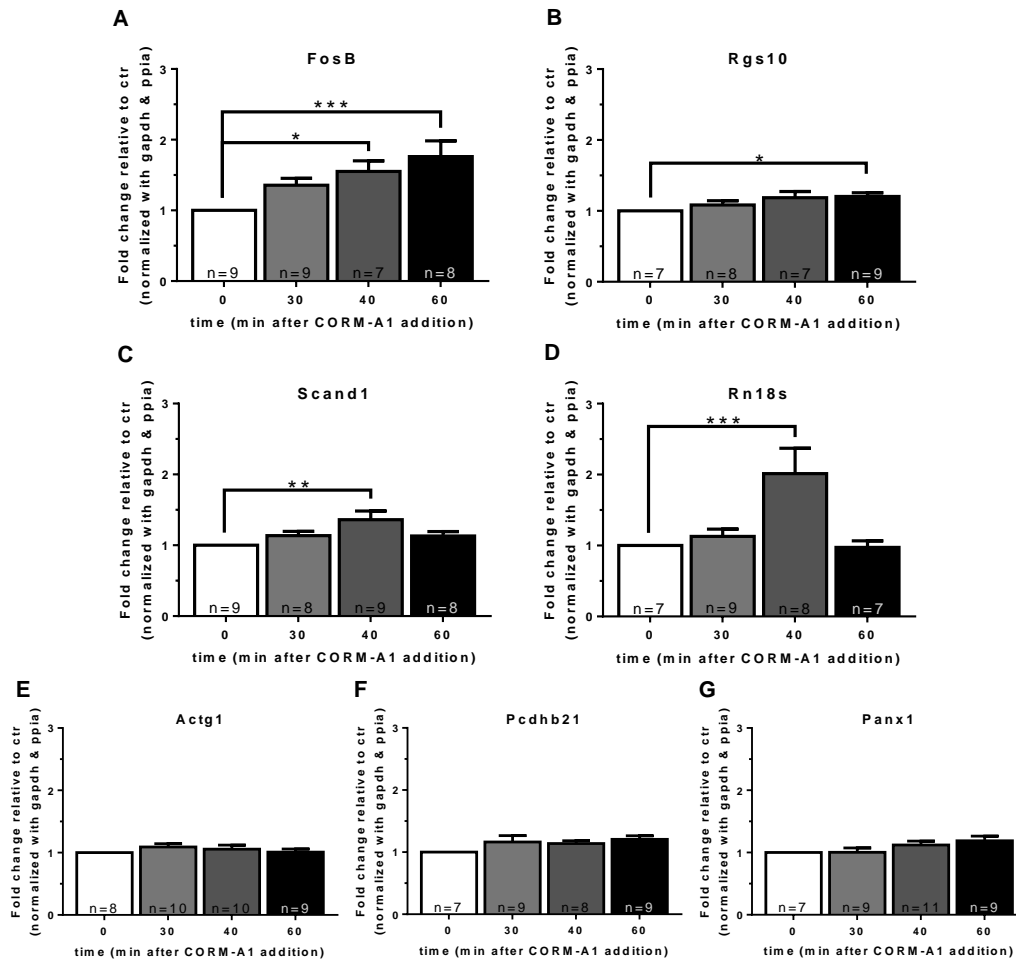 A
FosB
Fold change relative to ctr
(normalized with gapdh & ppia)
3
2
1
0
***
*
n=9
n=9
n=7
n=8
0
30
40
60
time (min after CORM-A1 addition)
B
Rgs10
Fold change relative to ctr
(normalized with gapdh & ppia)
3
2
1
0
*
n=7
n=8
n=7
n=9
0
30
40
60
time (min after CORM-A1 addition)
C
Scand1
Fold change relative to ctr
(normalized with gapdh & ppia)
3
2
1
0
**
n=9
n=8
n=9
n=8
0
30
40
60
time (min after CORM-A1 addition)
D
Rn18s
Fold change relative to ctr
(normalized with gapdh & ppia)
3
2
1
0
***
n=7
n=9
n=8
n=7
0
30
40
60
time (min after CORM-A1 addition)
E
Actg1
Fold change relative to ctr
(normalized with gapdh & ppia)
3
2
1
0
n=8
n=10
n=10
n=9
0
30
40
60
time (min after CORM-A1 addition)
F
Pcdhb21
Fold change relative to ctr
(normalized with gapdh & ppia)
3
2
1
0
n=7
n=9
n=8
n=9
0
30
40
60
time (min after CORM-A1 addition)
G
Panx1
Fold change relative to ctr
(normalized with gapdh & ppia)
3
2
1
0
n=7
n=9
n=11
n=9
0
30
40
60
time (min after CORM-A1 addition)